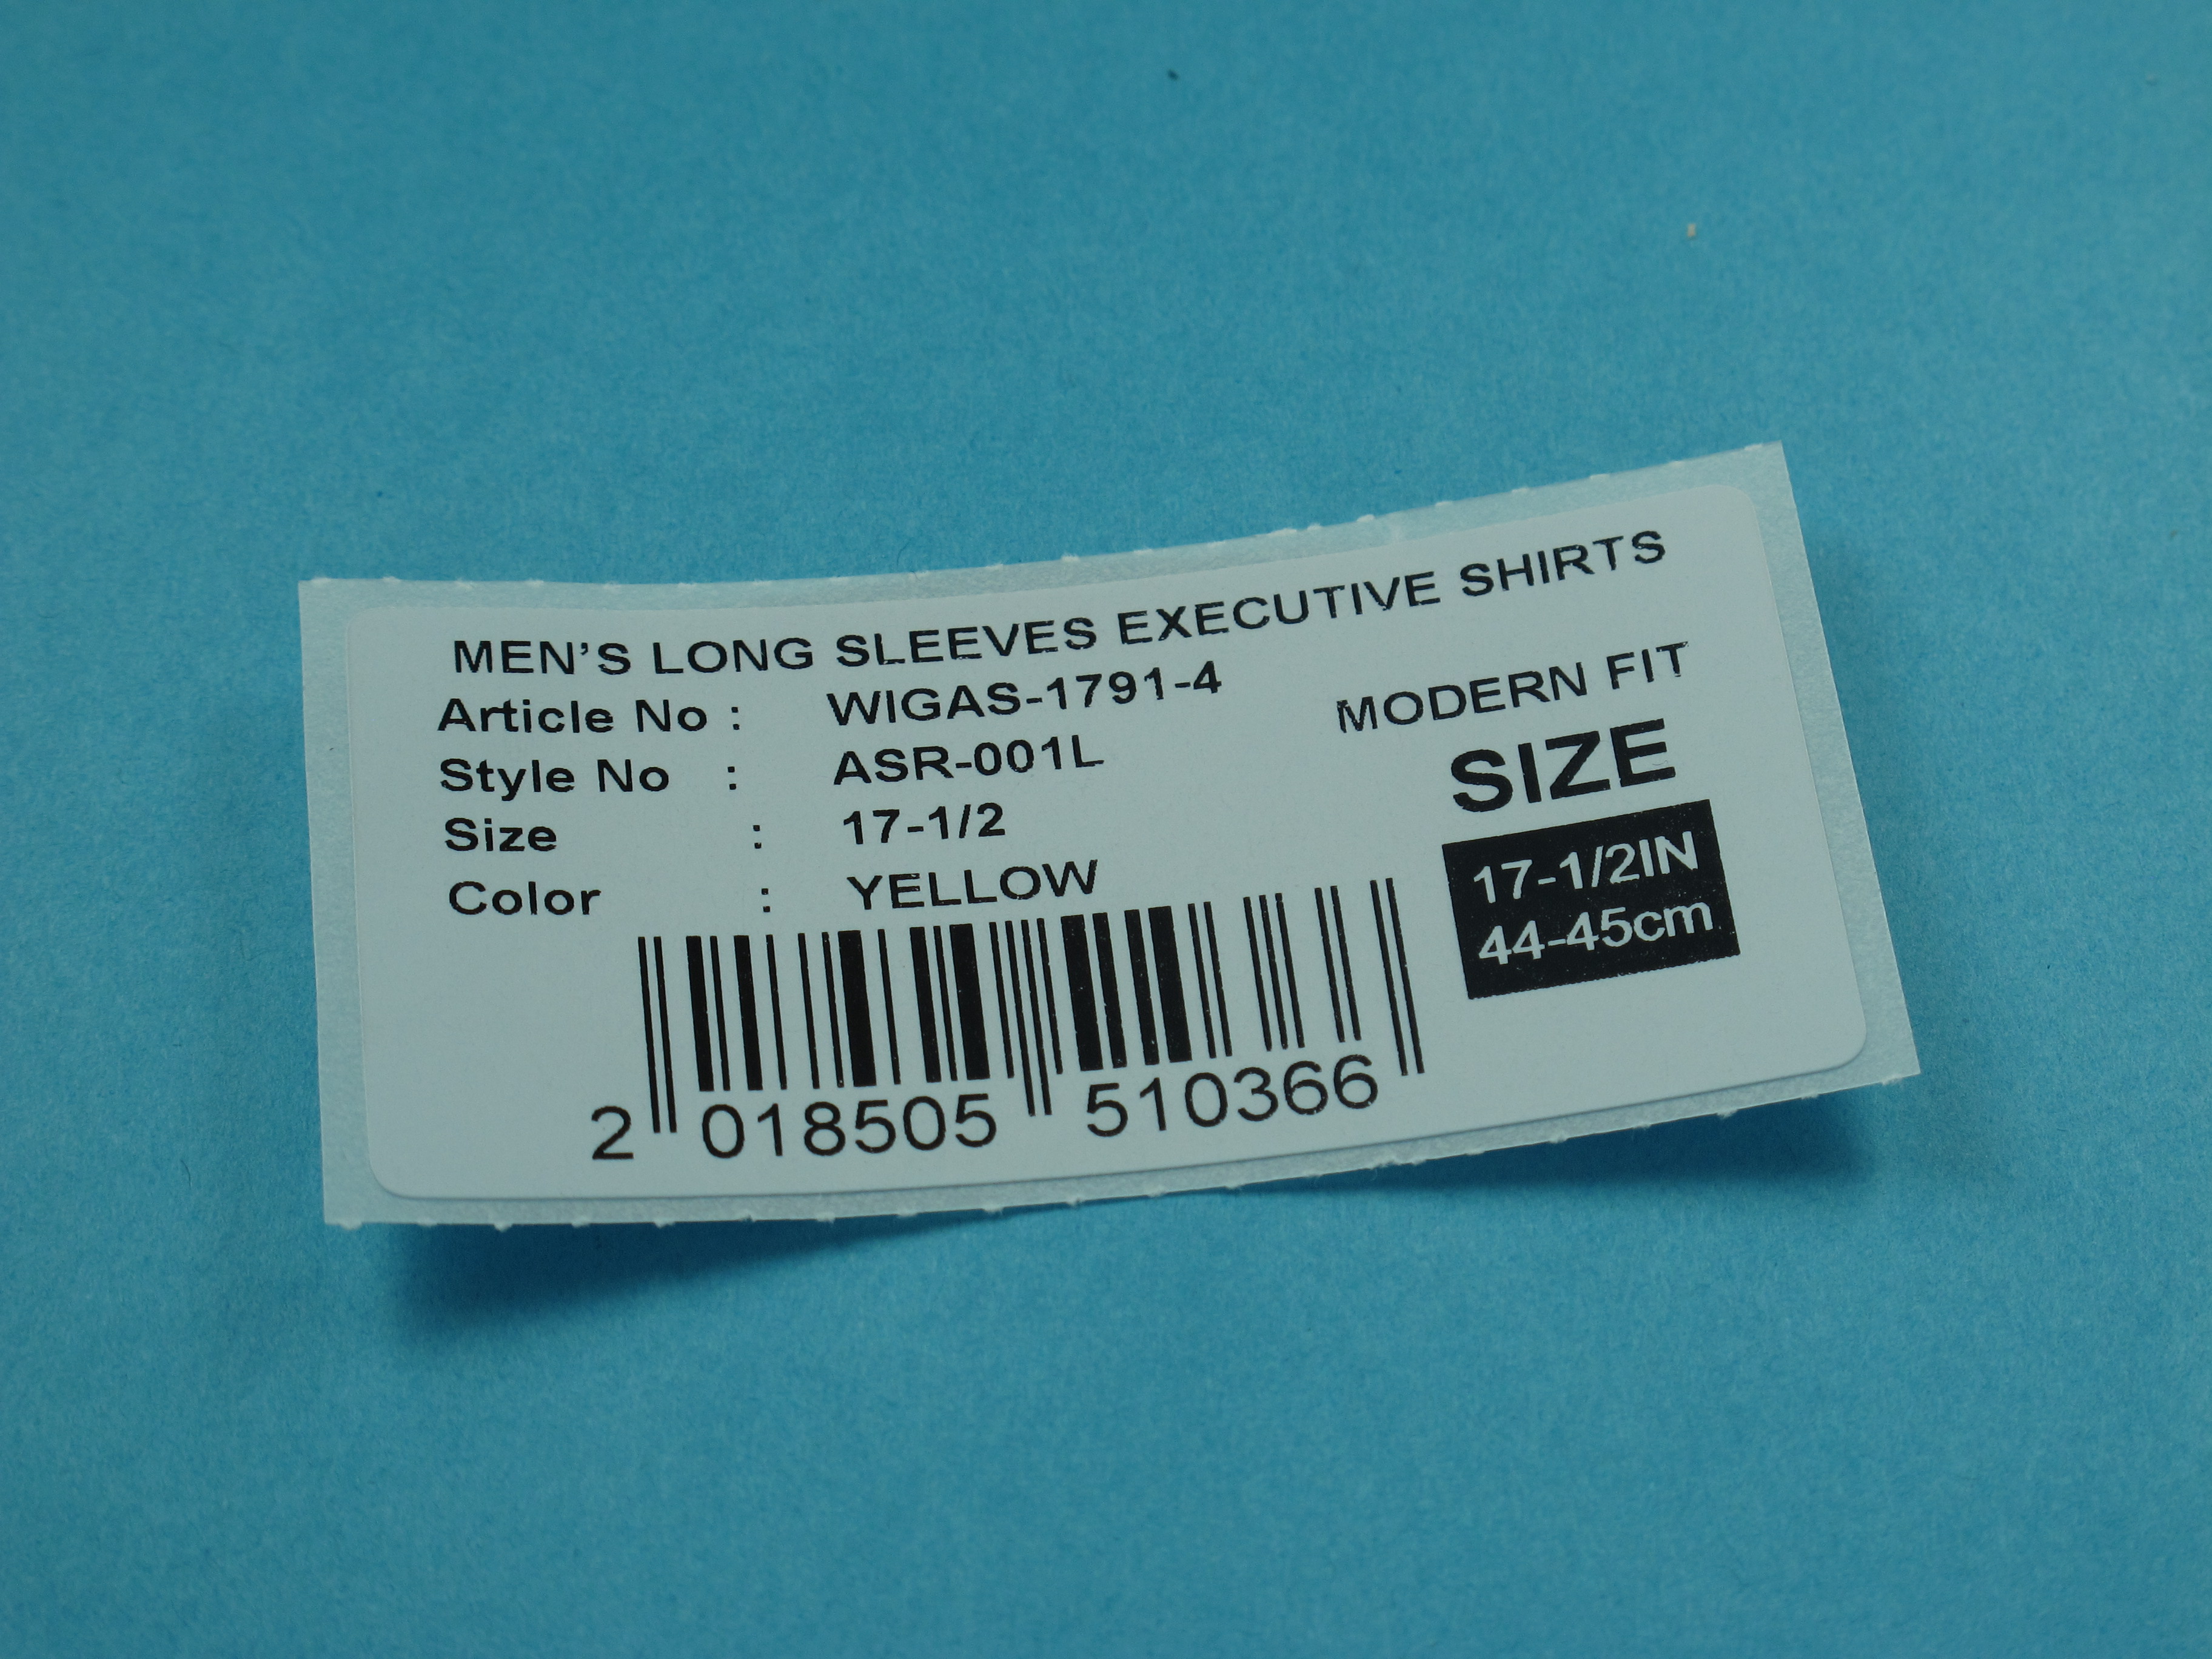 MEN'S LONG SLEEVES EXECUTIVE SHIRTS
Article No : WIGAS-1791-4
Style No : ASR-001L
Size : 17-1/2
Color : YELLOW
MODERN FIT
SIZE
17-1/2IN
44-45cm
2 018505 510366